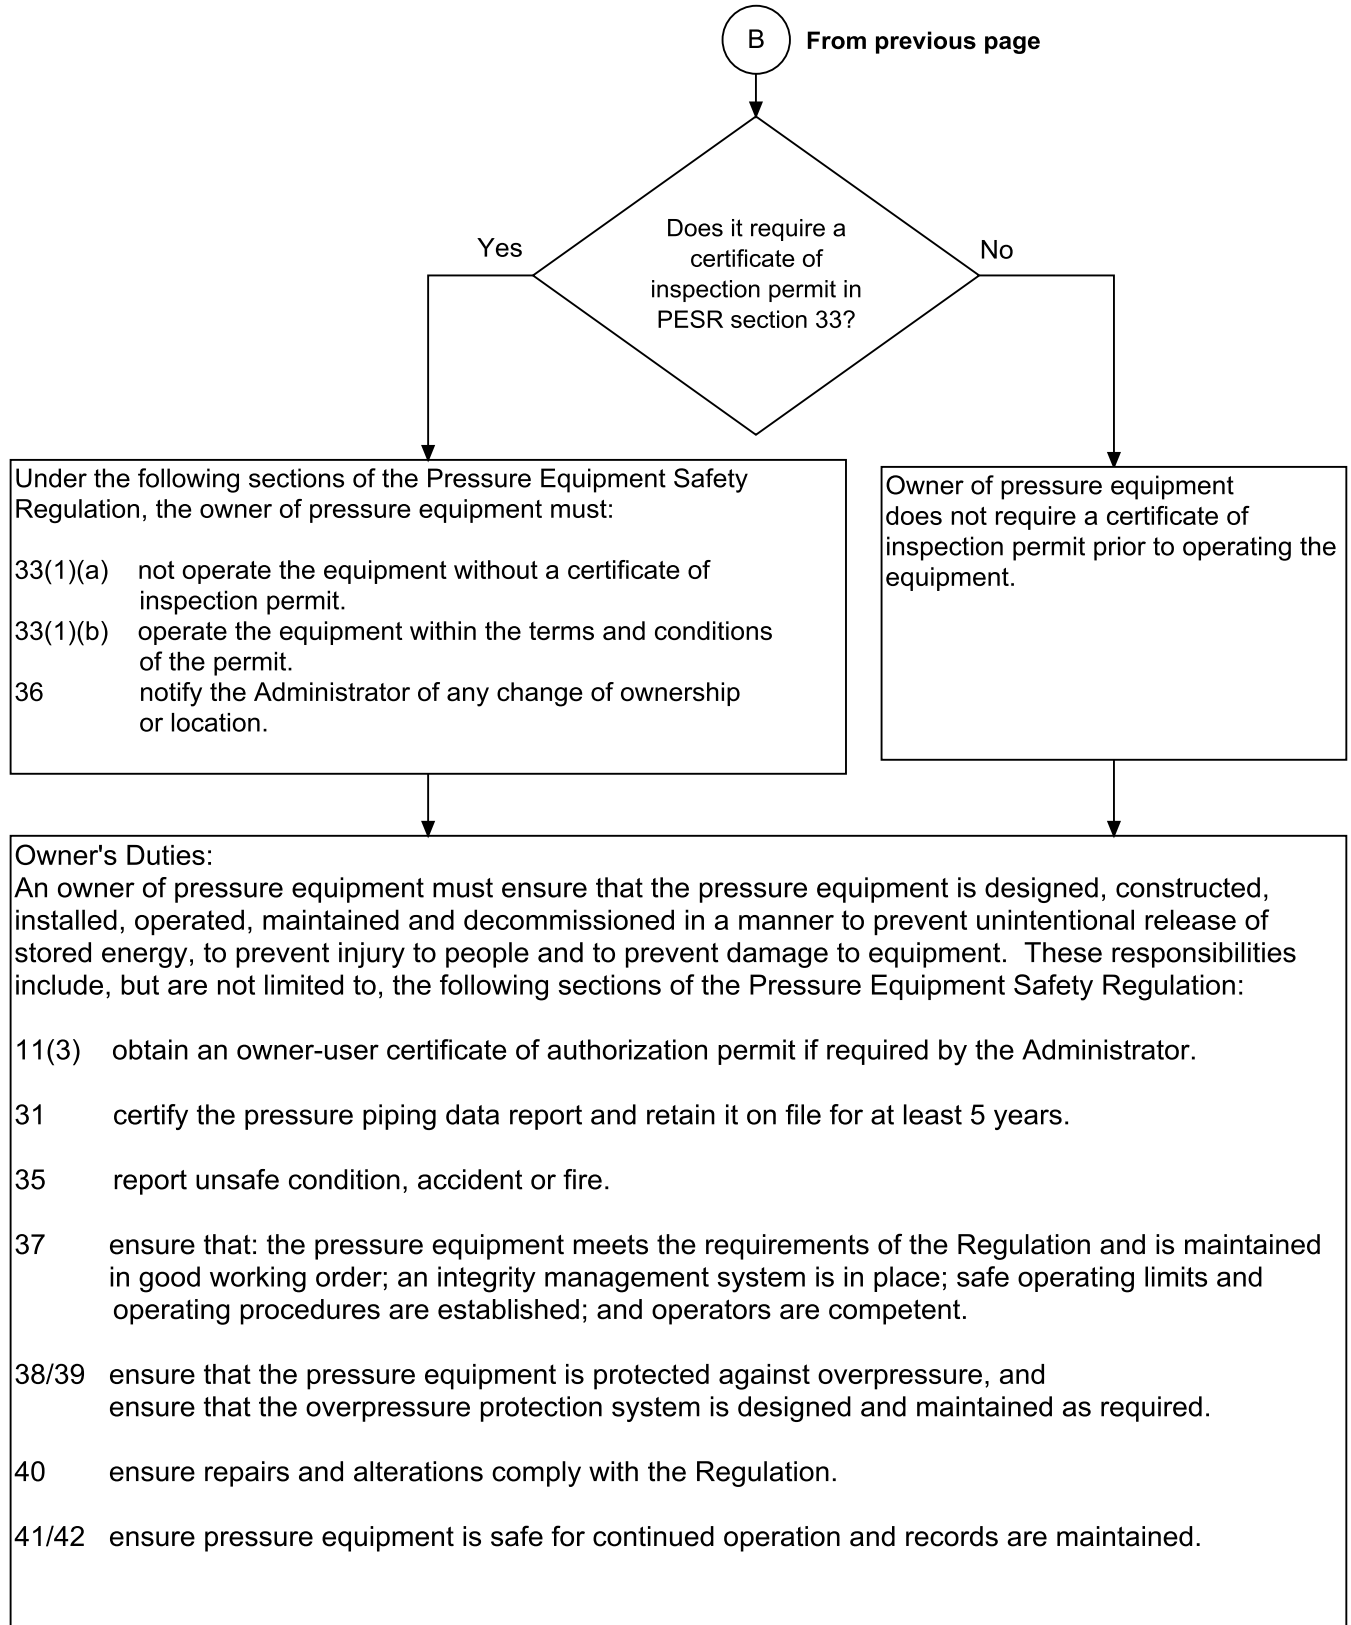 B
From previous page
Does it require a
certificate of
inspection permit in
PESR section 33?
Yes
No
Under the following sections of the Pressure Equipment Safety
Regulation, the owner of pressure equipment must:
33(1)(a) not operate the equipment without a certificate of
inspection permit.
33(1)(b) operate the equipment within the terms and conditions
of the permit.
36 notify the Administrator of any change of ownership
or location.
Owner of pressure equipment
does not require a certificate of
inspection permit prior to operating the
equipment.
Owner's Duties:
An owner of pressure equipment must ensure that the pressure equipment is designed, constructed,
installed, operated, maintained and decommissioned in a manner to prevent unintentional release of
stored energy, to prevent injury to people and to prevent damage to equipment.  These responsibilities
include, but are not limited to, the following sections of the Pressure Equipment Safety Regulation:
11(3) obtain an owner-user certificate of authorization permit if required by the Administrator.
31 certify the pressure piping data report and retain it on file for at least 5 years.
35 report unsafe condition, accident or fire.
37 ensure that: the pressure equipment meets the requirements of the Regulation and is maintained
in good working order; an integrity management system is in place; safe operating limits and
operating procedures are established; and operators are competent.
38/39 ensure that the pressure equipment is protected against overpressure, and
ensure that the overpressure protection system is designed and maintained as required.
40 ensure repairs and alterations comply with the Regulation.
41/42 ensure pressure equipment is safe for continued operation and records are maintained.